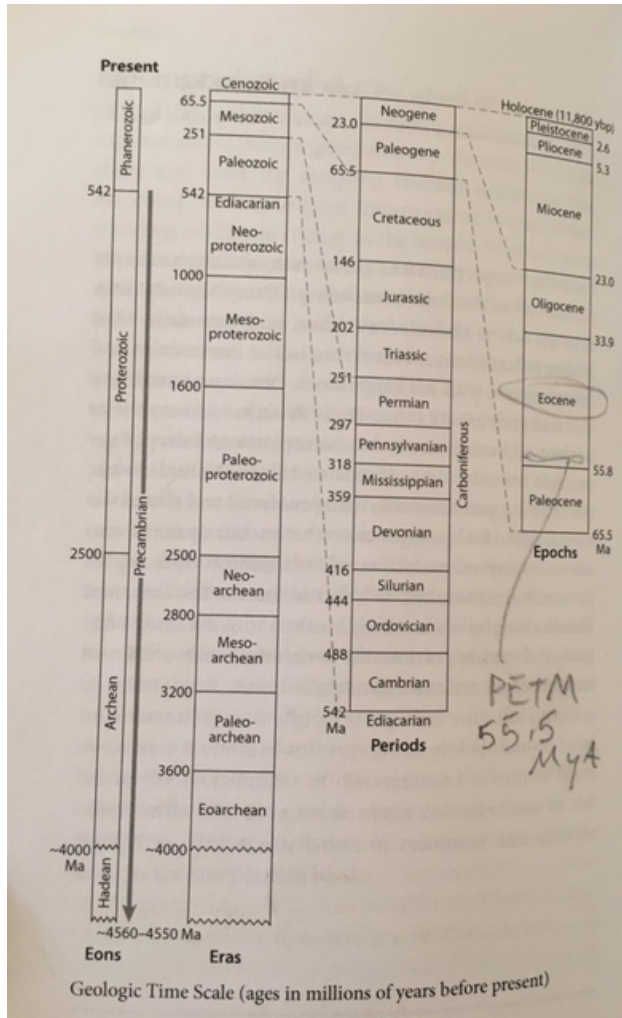 Present
Phanerozoic
542
Proterozoic
Precambrian
2500
Archean
~4000
Ma
Hadean
~4560–4550 Ma
Eons
Cenozoic
65.5
Mesozoic
251
Paleozoic
542
Ediacarian
Neo-
proterozoic
1000
Meso-
proterozoic
1600
Paleo-
proterozoic
2500
Neo-
archean
2800
Meso-
archean
3200
Paleo-
archean
3600
Eoarchean
~4000
Eras
Neogene
23.0
Paleogene
65.5
Cretaceous
146
Jurassic
202
Triassic
251
Permian
297
Pennsylvanian
318
Mississippian
359
Carboniferous
Devonian
416
Silurian
444
Ordovician
488
Cambrian
542
Ma
Ediacarian
Periods
Holocene (11,800 ybp)
Pleistocene
2.6
Pliocene
5.3
Miocene
23.0
Oligocene
33.9
Eocene
55.8
Paleocene
65.5
Ma
Epochs
PETM
55.5
MyA
Geologic Time Scale (ages in millions of years before present)